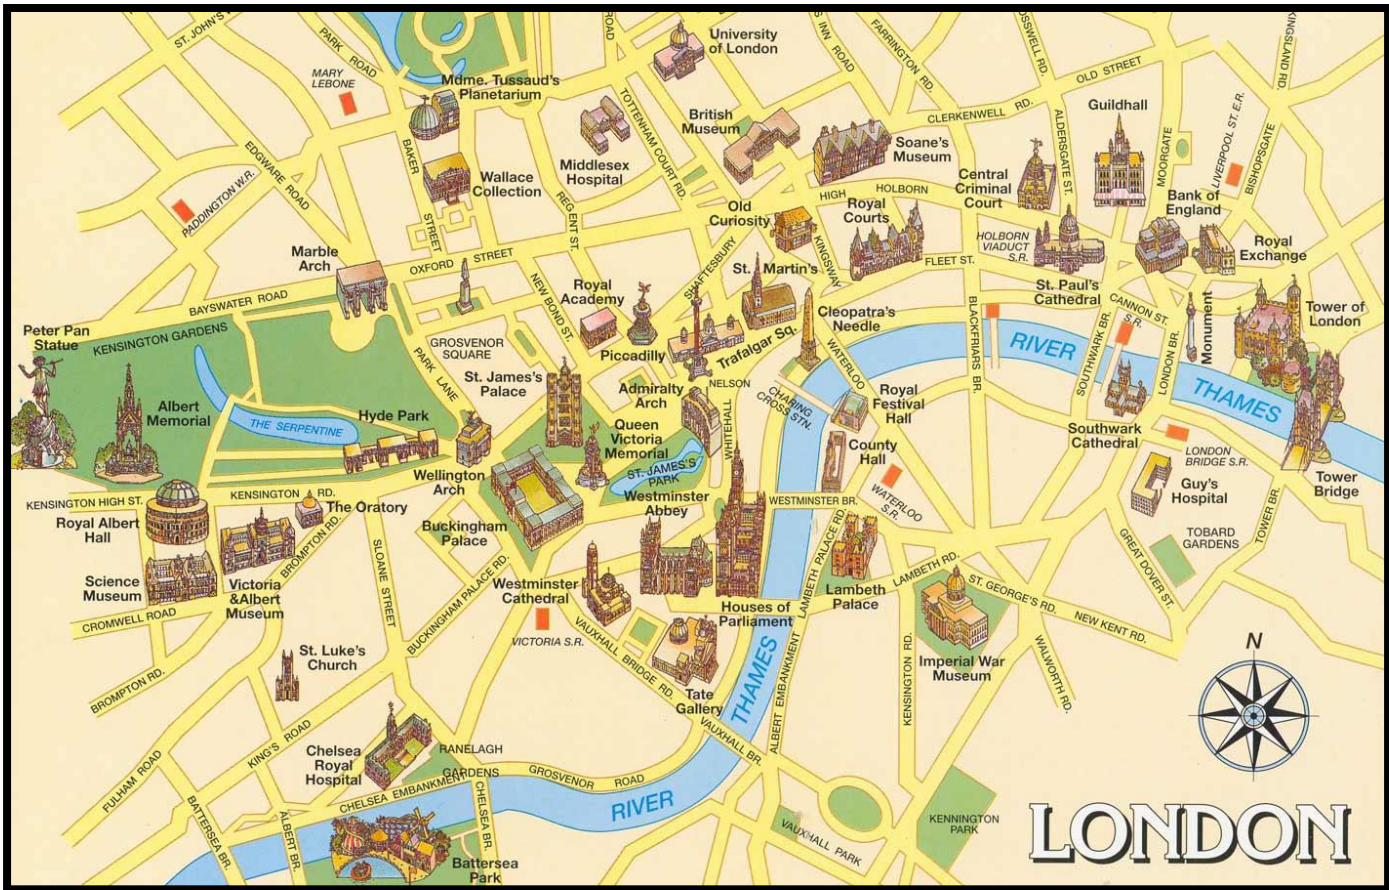 ST. JOHN'S
PARK ROAD
ROAD
S INN ROAD
FARRINGTON RD.
OSSWELL RD.
KINGSLAND RD.
University
of London
MARY
LEBONE
Mdme. Tussaud's
Planetarium
OLD STREET
TOTTENHAM COURT RD.
British
Museum
CLERKENWELL RD.
Guildhall
ALDERSGATE ST.
MOORGATE
LIVERPOOL ST. E.R.
BISHOPSGATE
EDGWARE ROAD
BAKER
STREET
Middlesex
Hospital
Soane's
Museum
Wallace
Collection
PADDINGTON W.R.
REGENT ST.
HIGH HOLBORN
Central
Criminal
Court
Old
Curiosity
Royal
Courts
Bank of
England
Marble
Arch
OXFORD STREET
SHAFTESBURY
KINGSWAY
HOLBORN
VIADUCT
S.R.
FLEET ST.
Royal
Exchange
St. Martin's
St. Paul's
Cathedral
NEW BOND ST.
Royal
Academy
BAYSWATER ROAD
Cleopatra's
Needle
CANNON ST.
S.R.
Monument
Tower of
London
Peter Pan
Statue
KENSINGTON GARDENS
GROSVENOR
SQUARE
PARK LANE
Piccadilly
Trafalgar Sq.
WATERLOO
BLACKFRIARS BR.
RIVER
SOUTHWARK BR.
LONDON BR.
THAMES
St. James's
Palace
Admiralty
Arch
NELSON
CHARING
CROSS STN.
Royal
Festival
Hall
Albert
Memorial
Hyde Park
THE SERPENTINE
Queen
Victoria
Memorial
WHITEHALL
Southwark
Cathedral
County
Hall
LONDON
BRIDGE S.R.
ST. JAMES'S
PARK
Wellington
Arch
Westminster
Abbey
WESTMINSTER BR.
WATERLOO
S.R.
Guy's
Hospital
Tower
Bridge
KENSINGTON HIGH ST.
KENSINGTON RD.
The Oratory
Royal Albert
Hall
BROMPTON RD.
Buckingham
Palace
LAMBETH PALACE RD.
TOWER BR.
TOBARD
GARDENS
GREAT DOVER ST.
SLOANE STREET
BUCKINGHAM PALACE RD.
Science
Museum
Victoria
&Albert
Museum
Westminster
Cathedral
Lambeth
Palace
LAMBETH RD.
ST. GEORGE'S RD.
Houses of
Parliament
CROMWELL ROAD
NEW KENT RD.
VICTORIA S.R.
VAUXHALL BRIDGE RD.
THAMES
ALBERT EMBANKMENT
KENSINGTON RD.
WALWORTH RD.
N
St. Luke's
Church
Imperial War
Museum
BROMPTON RD.
Tate
Gallery
VAUXHALL BR.
KING'S ROAD
Chelsea
Royal
Hospital
RANELAGH
GARDENS
FULHAM ROAD
CHELSEA EMBANKMENT
GROSVENOR ROAD
RIVER
BATTERSEA BR.
ALBERT BR.
CHELSEA BR.
KENNINGTON
PARK
VAUXHALL PARK
LONDON
Battersea
Park